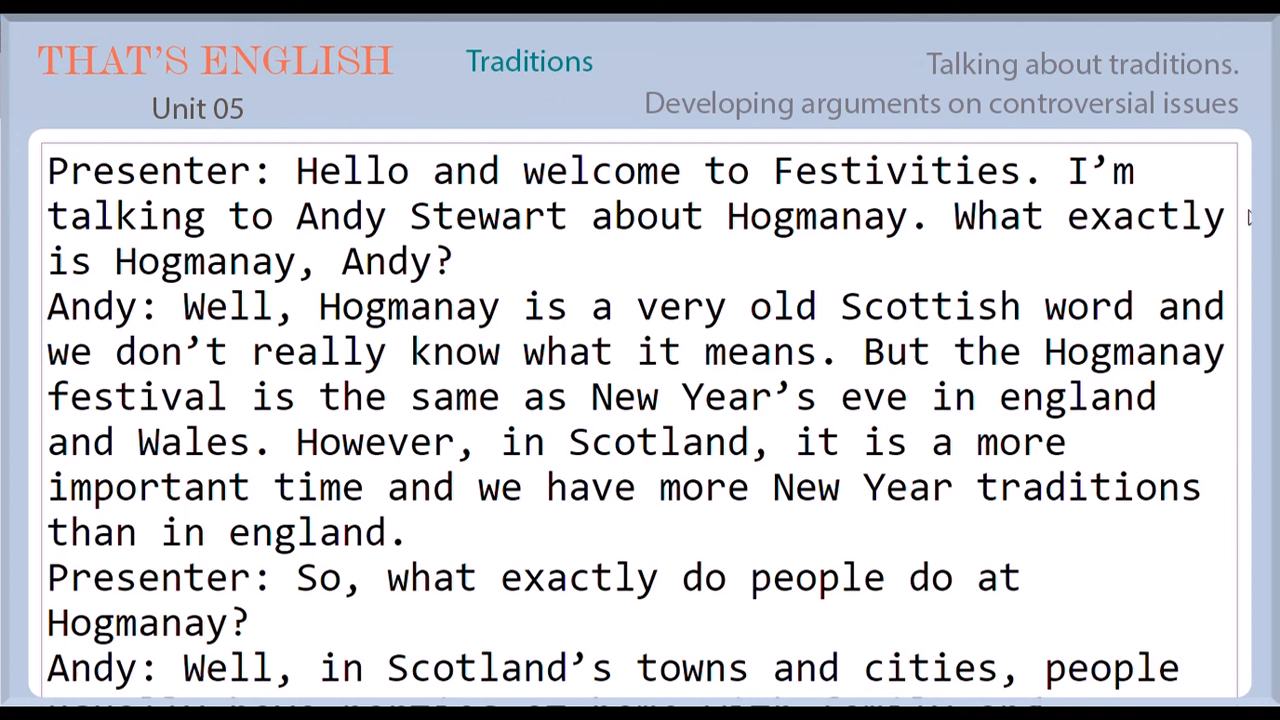 THAT'S ENGLISH
Traditions
Talking about traditions.
Unit 05
Developing arguments on controversial issues
Presenter: Hello and welcome to Festivities. I’m
talking to Andy Stewart about Hogmanay. What exactly
is Hogmanay, Andy?
Andy: Well, Hogmanay is a very old Scottish word and
we don’t really know what it means. But the Hogmanay
festival is the same as New Year’s eve in england
and Wales. However, in Scotland, it is a more
important time and we have more New Year traditions
than in england.
Presenter: So, what exactly do people do at
Hogmanay?
Andy: Well, in Scotland’s towns and cities, people